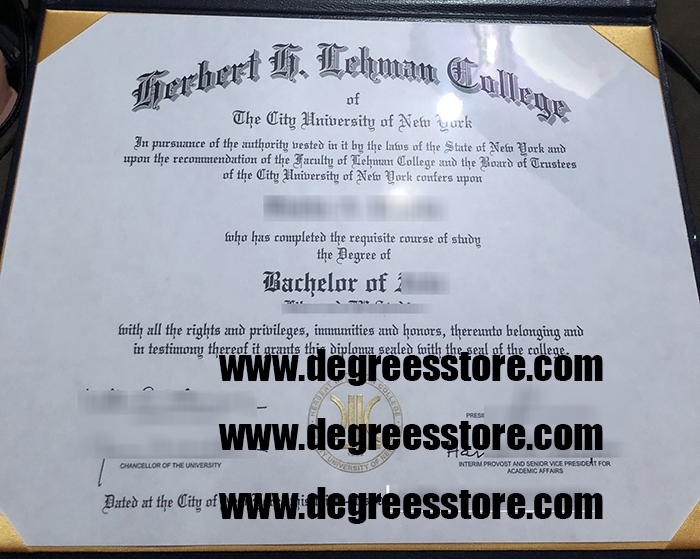 Herbert H. Lehman College
of
The City University of New York
In pursuance of the authority vested in it by the laws of the State of New York and
upon the recommendation of the Faculty of Lehman College and the Board of Trustees
of the City University of New York confers upon
who has completed the requisite course of study
the Degree of
Bachelor of
with all the rights and privileges, immunities and honors, thereunto belonging and
in testimony thereof it grants this diploma sealed with the seal of the college.
www.degreesstore.com
HERBERT COLLEGE
PRESI
www.degreesstore.com
CHANCELLOR OF THE UNIVERSITY
INTERIM PROVOST AND SENIOR VICE PRESIDENT FOR
ACADEMIC AFFAIRS
Dated at the City of
www.degreesstore.com